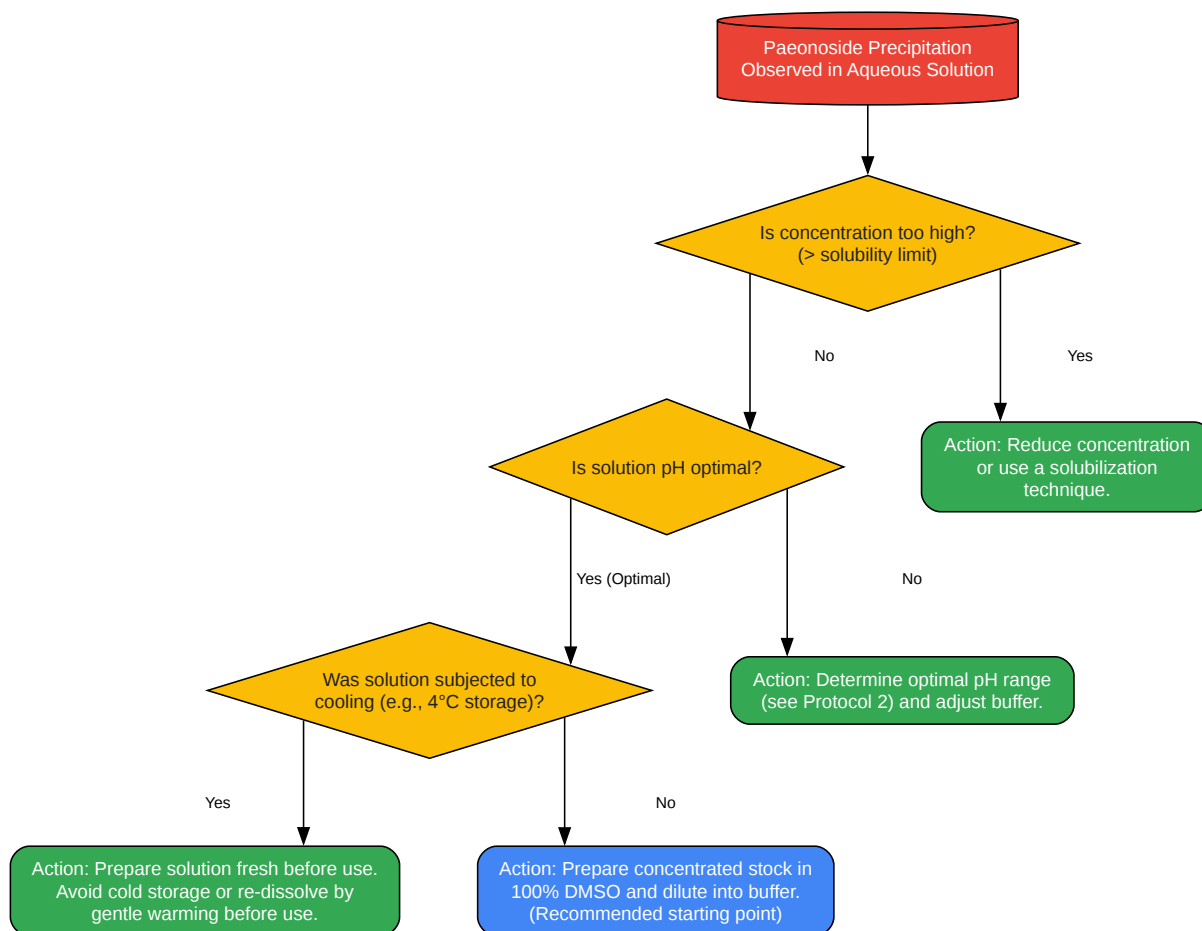 Paeonoside Precipitation
Observed in Aqueous Solution
Is concentration too high?
(> solubility limit)
No
Yes
Action: Reduce concentration
or use a solubilization
technique.
Is solution pH optimal?
Yes (Optimal)
No
Action: Determine optimal pH range
(see Protocol 2) and adjust buffer.
Was solution subjected to
cooling (e.g., 4°C storage)?
Yes
No
Action: Prepare solution fresh before use.
Avoid cold storage or re-dissolve by
gentle warming before use.
Action: Prepare concentrated stock in
100% DMSO and dilute into buffer.
(Recommended starting point)